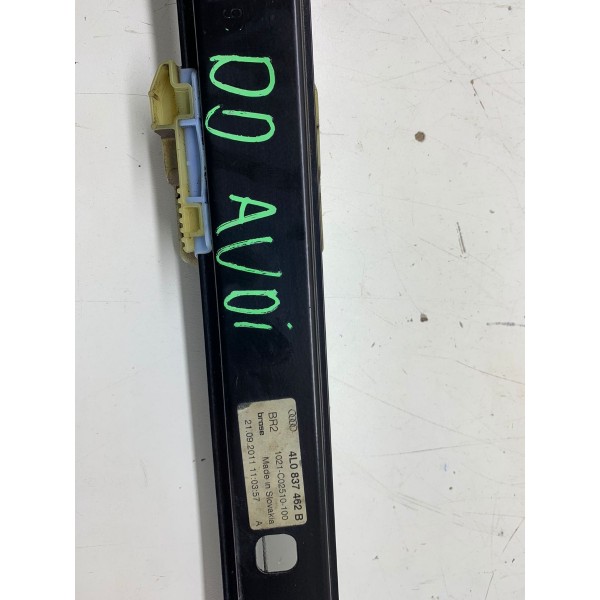 DD
AUDi
4L0 837 462 B
BR2 1021-C02510-100
brose Made in Slovakia
21.09.2011 11:03:57 A